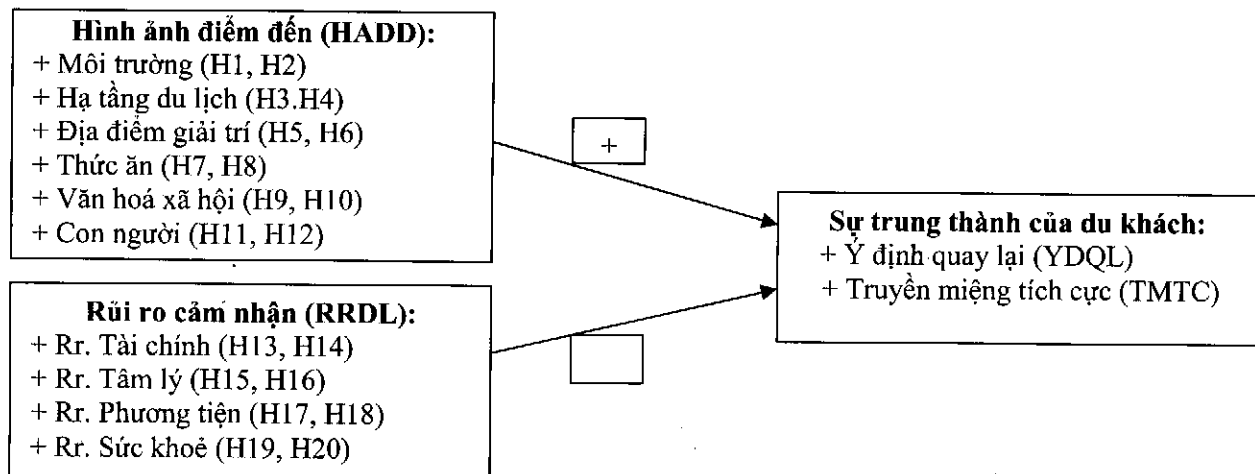 Hình ảnh điểm đến (HADD):
+ Môi trường (H1, H2)
+ Hạ tầng du lịch (H3.H4)
+ Địa điểm giải trí (H5, H6)
+ Thức ăn (H7, H8)
+ Văn hoá xã hội (H9, H10)
+ Con người (H11, H12)
+
Sự trung thành của du khách:
+ Ý định quay lại (YDQL)
+ Truyền miệng tích cực (TMTC)
Rủi ro cảm nhận (RRDL):
+ Rr. Tài chính (H13, H14)
+ Rr. Tâm lý (H15, H16)
+ Rr. Phương tiện (H17, H18)
+ Rr. Sức khoẻ (H19, H20)